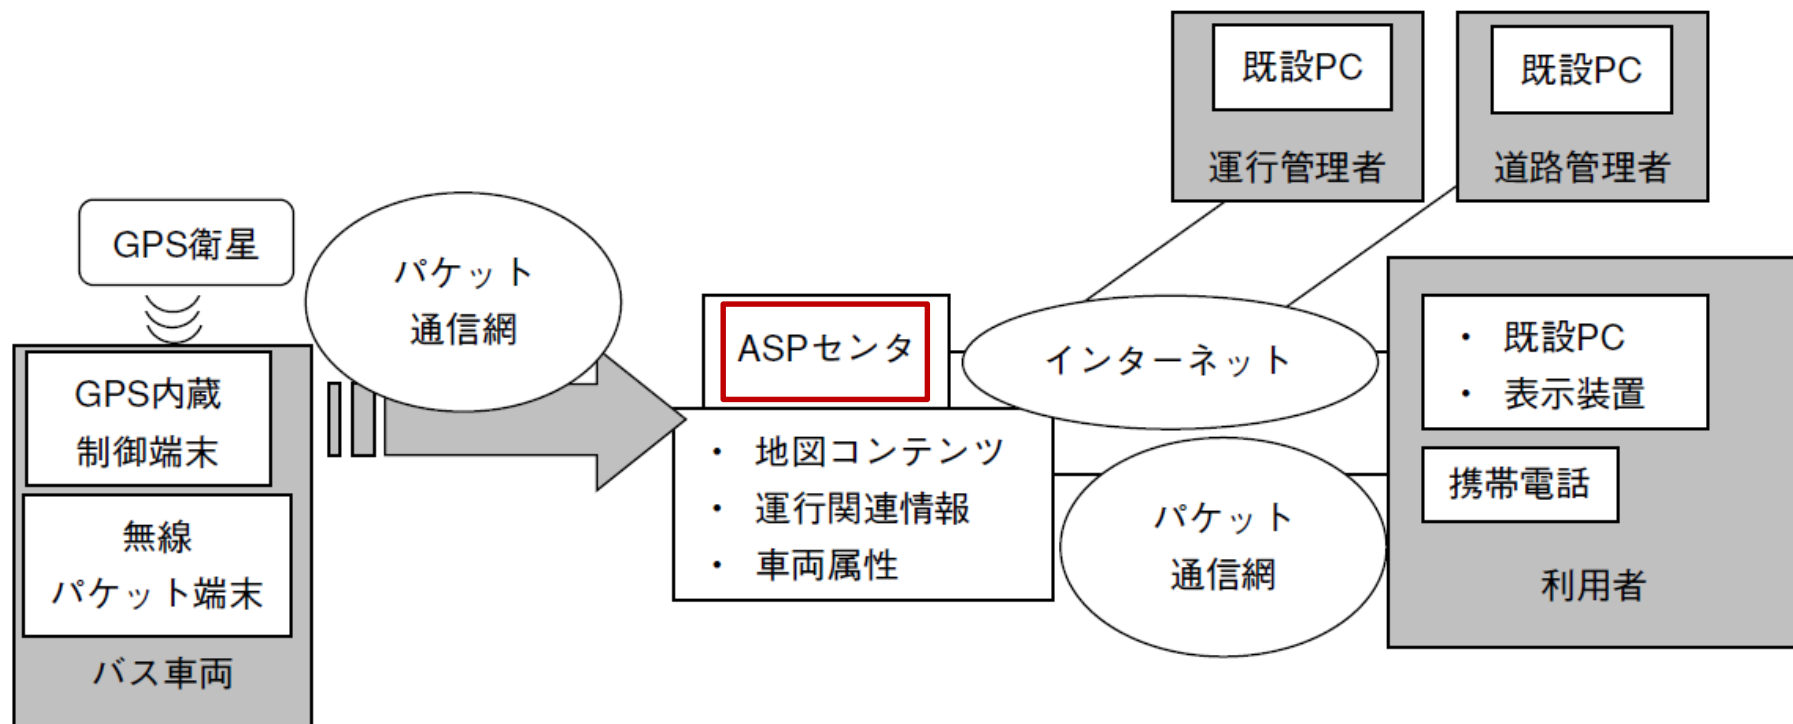 既設PC
運行管理者
既設PC
道路管理者
GPS衛星
パケット
通信網
GPS内蔵
制御端末
無線
パケット端末
バス車両
ASPセンタ
・ 地図コンテンツ
・ 運行関連情報
・ 車両属性
インターネット
パケット
通信網
・ 既設PC
・ 表示装置
携帯電話
利用者